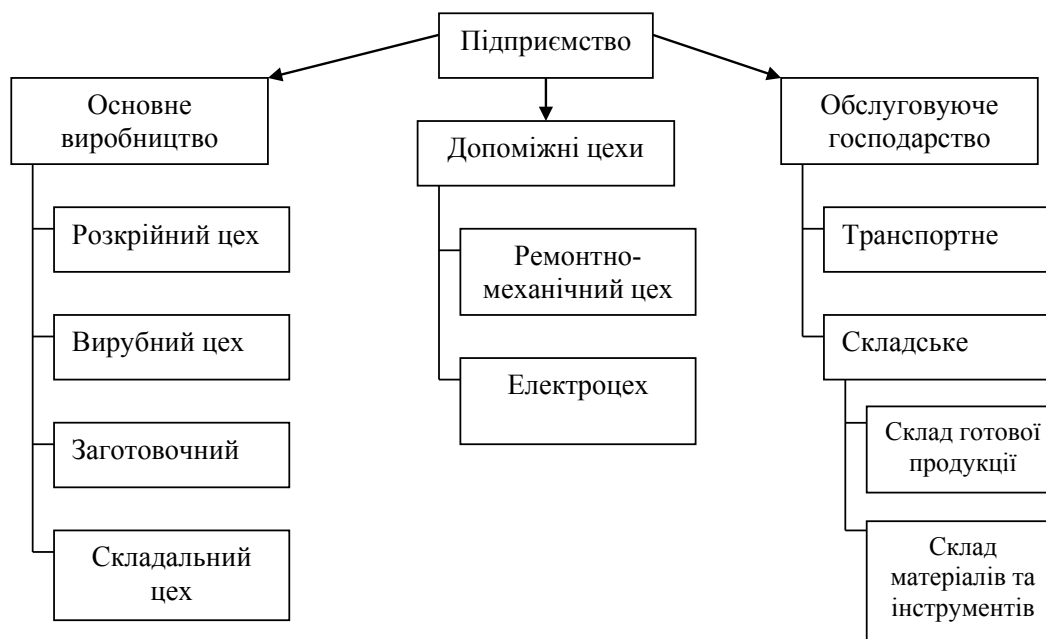 Підприємство
Основне
виробництво
Допоміжні цехи
Обслуговуюче
господарство
Розкрійний цех
Вирубний цех
Заготовочний
Складальний
цех
Ремонтно-
механічний цех
Електроцех
Транспортне
Складське
Склад готової
продукції
Склад
матеріалів та
інструментів